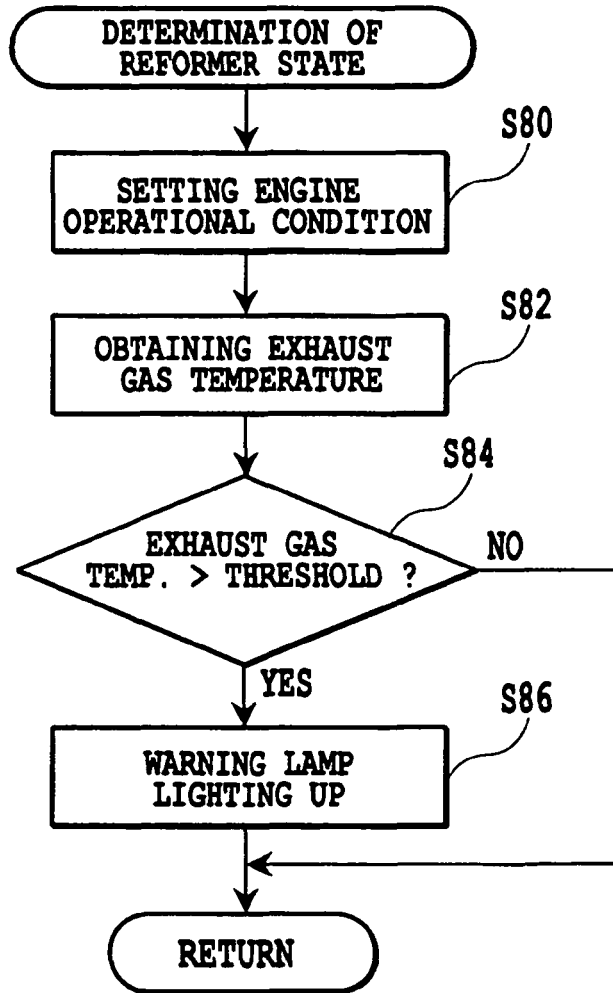 DETERMINATION OF
REFORMER STATE
S80
SETTING ENGINE
OPERATIONAL CONDITION
S82
OBTAINING EXHAUST
GAS TEMPERATURE
S84
EXHAUST GAS
TEMP. > THRESHOLD ?
NO
YES
S86
WARNING LAMP
LIGHTING UP
RETURN